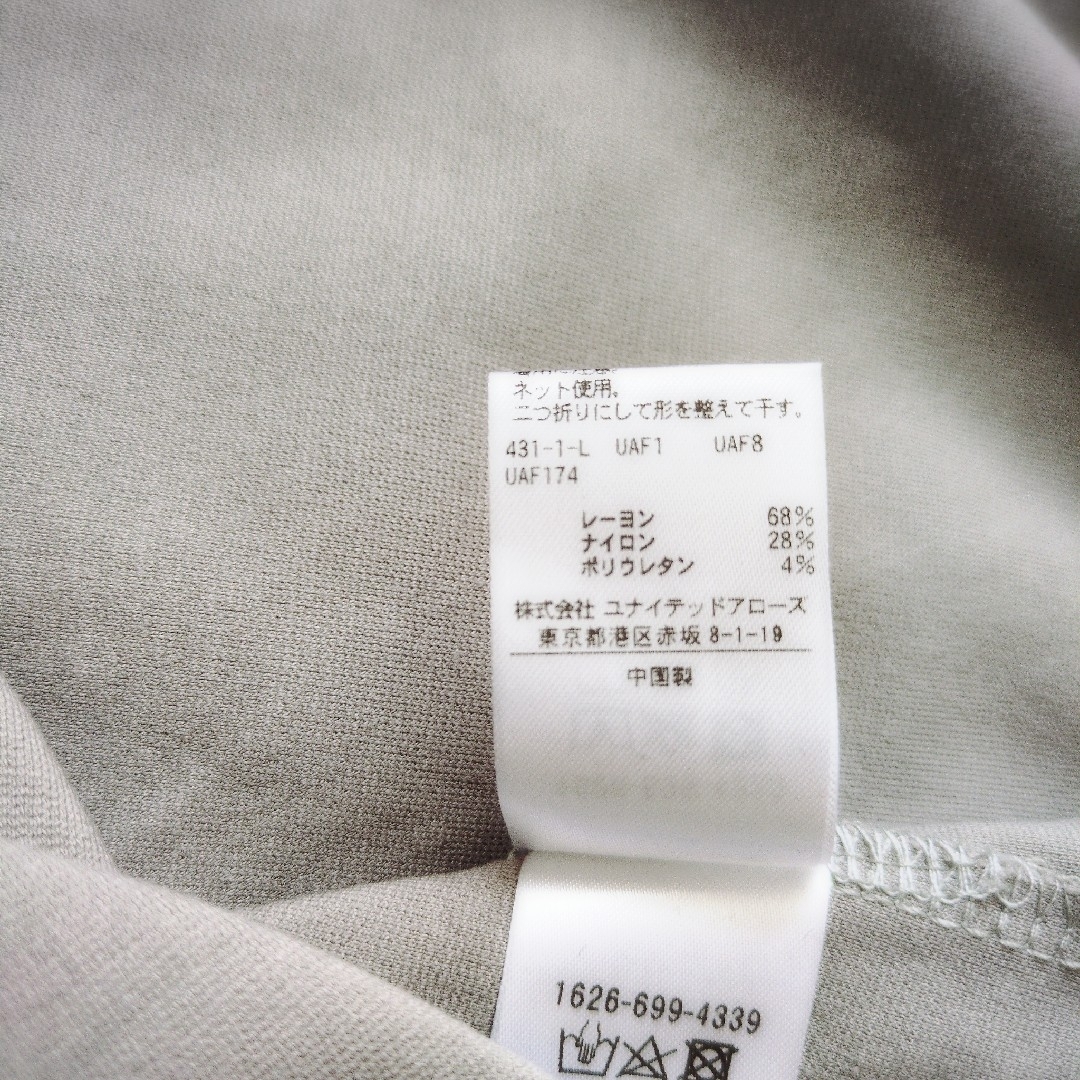 ネット使用。
二つ折りにして形を整えて干す。
431-1-L UAF1 UAF8
UAF174
レーヨン 68%
ナイロン 28%
ポリウレタン 4%
株式会社 ユナイテッドアローズ
東京都港区赤坂 8-1-19
中国製
1626-699-4339